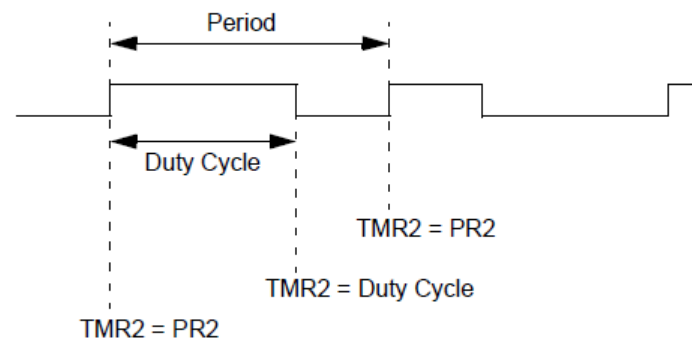 Period
Duty Cycle
TMR2 = PR2
TMR2 = Duty Cycle
TMR2 = PR2